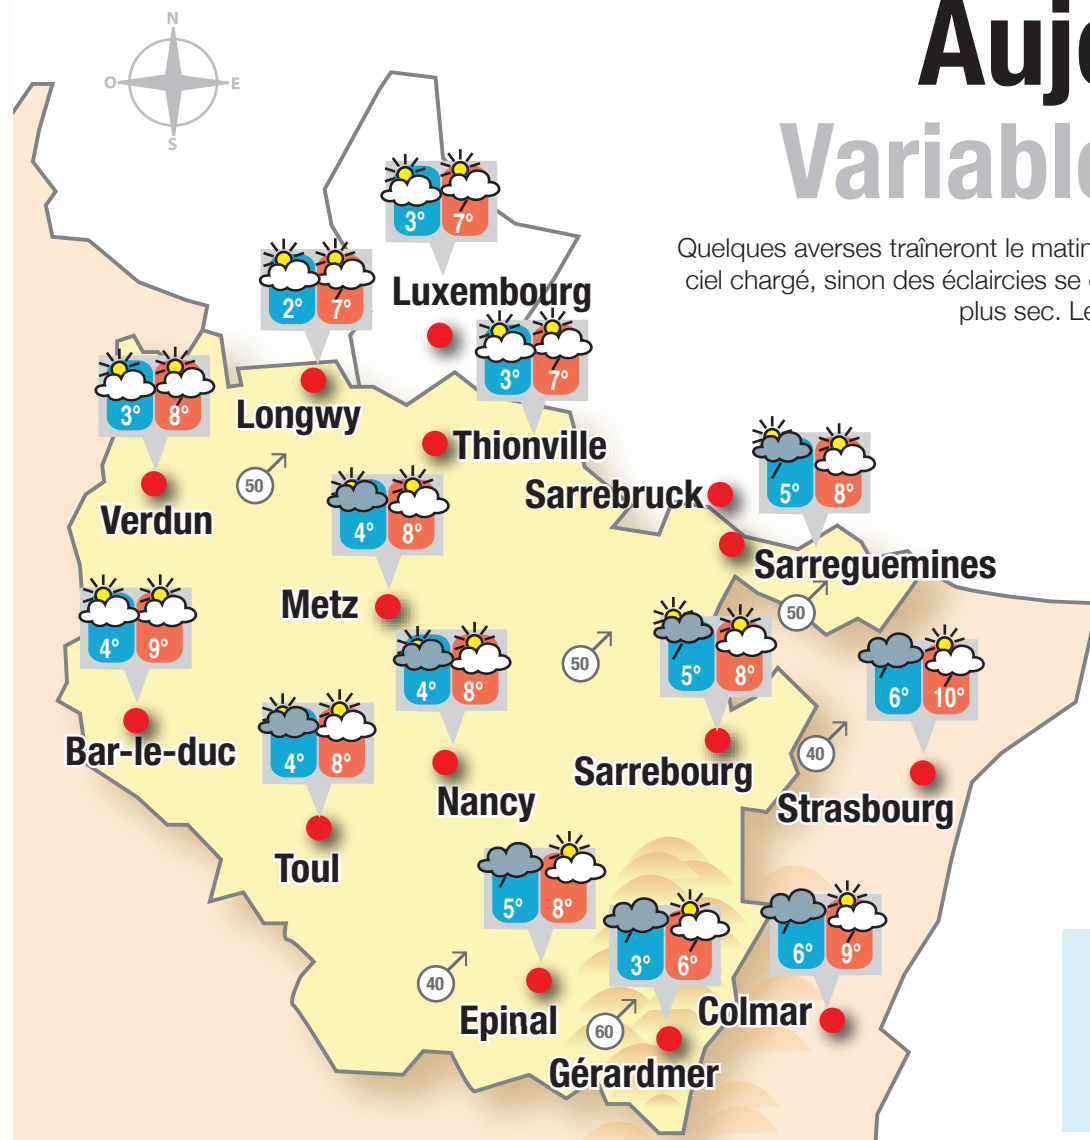 N
O E
S
Aujo
Variable
Quelques averses traîneront le matin
ciel chargé, sinon des éclaircies se
plus sec. Le
3° 7°
Luxembourg
2° 7°
Longwy
3° 7°
Thionville
3° 8°
Verdun
50
5° 8°
Sarrebruck
Sarreguemines
50
4° 8°
Metz
4° 9°
Bar-le-duc
4° 8°
Nancy
50
5° 8°
Sarrebourg
6° 10°
Strasbourg
40
4° 8°
Toul
5° 8°
Epinal
40
3° 6°
Gérardmer
60
6° 9°
Colmar